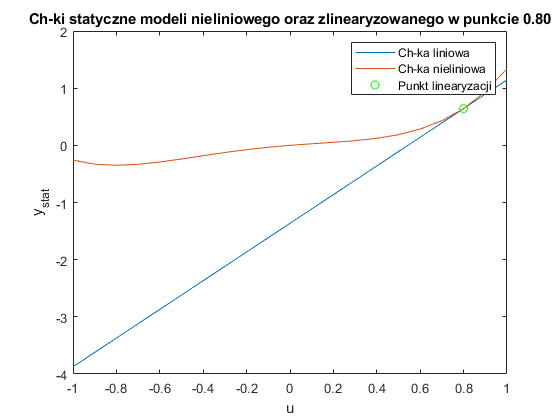 Ch-ki statyczne modeli nieliniowego oraz zlinearyzowanego w punkcie 0.80
Ch-ka liniowa
Ch-ka nieliniowa
Punkt linearyzacji
2
1
0
-1
-2
-3
-4
y_stat
-1 -0.8 -0.6 -0.4 -0.2 0 0.2 0.4 0.6 0.8 1
u